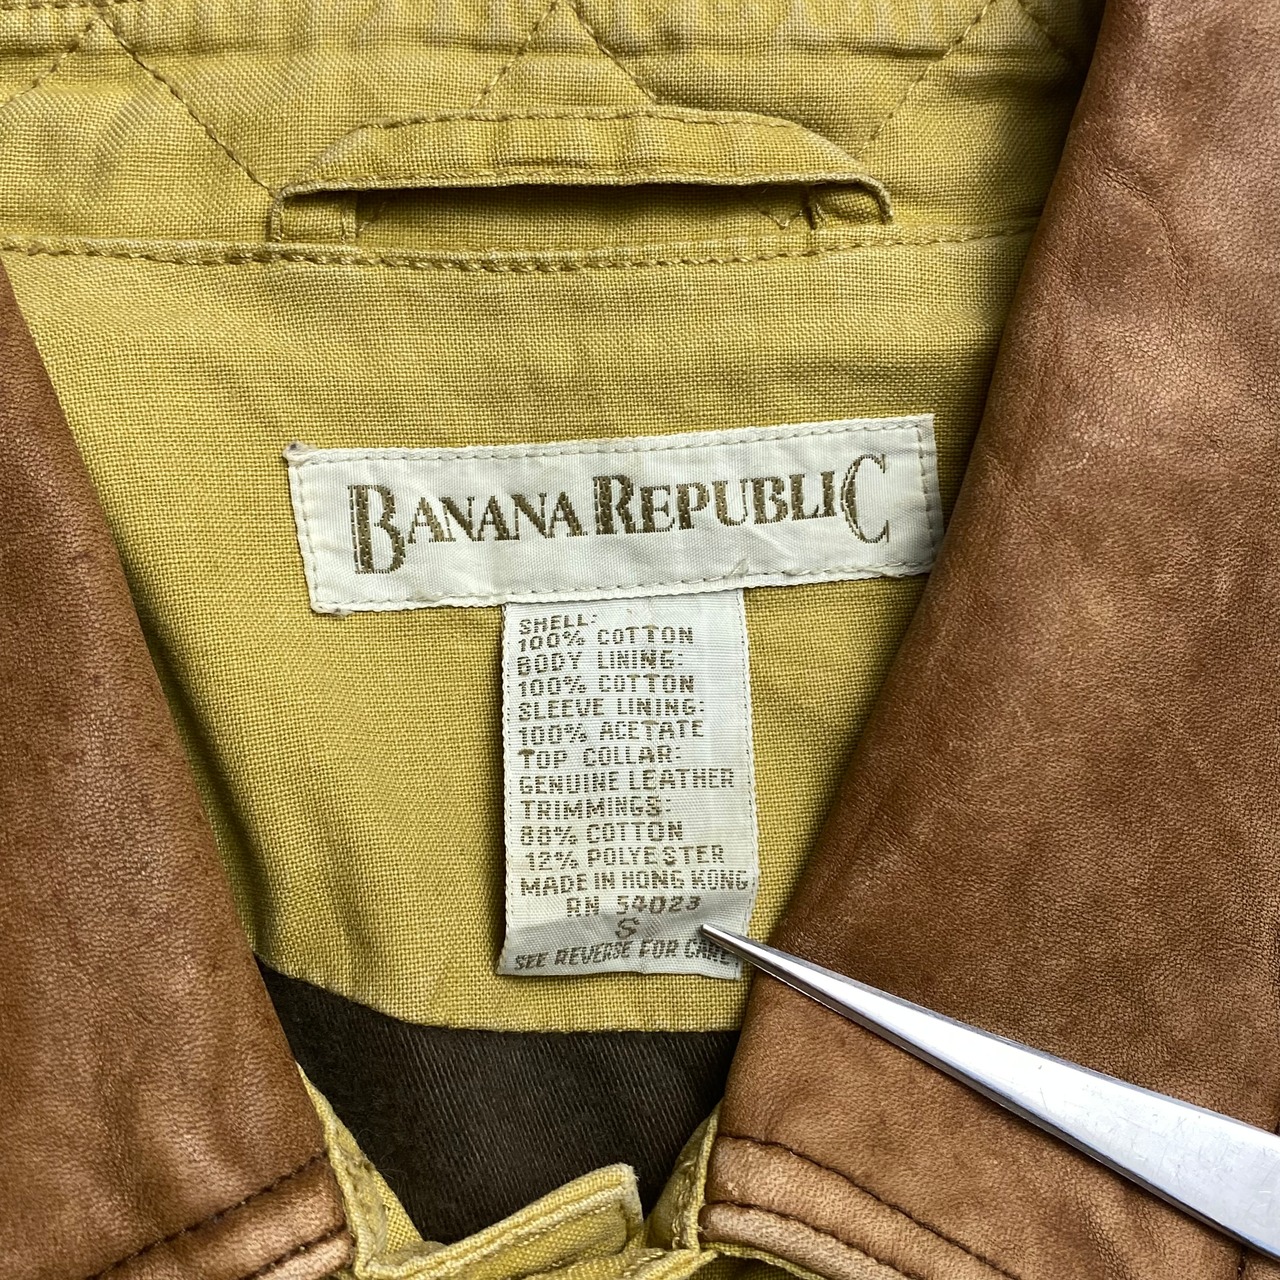 BANANA REPUBLIC
SHELL:
100% COTTON
BODY LINING:
100% COTTON
SLEEVE LINING:
100% ACETATE
TOP COLLAR:
GENUINE LEATHER
TRIMMINGS:
88% COTTON
12% POLYESTER
MADE IN HONG KONG
RN 54023
S
SEE REVERSE FOR CARE